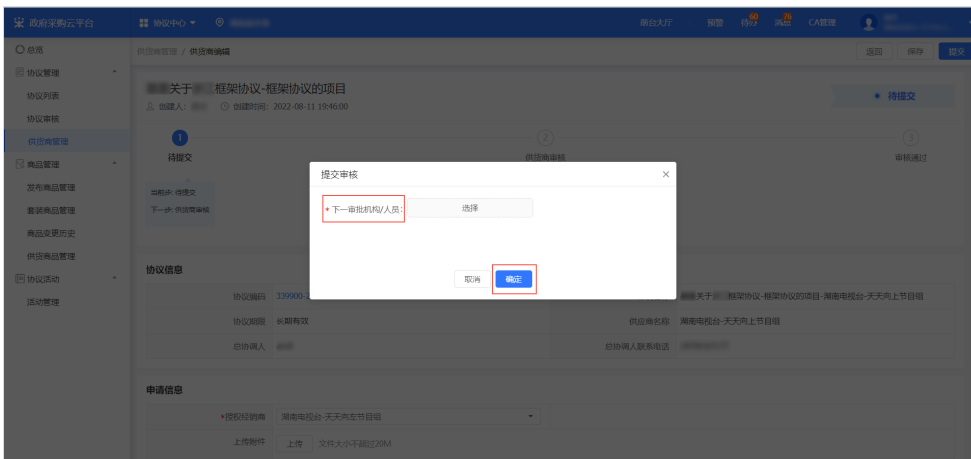 政府采购云平台 协议中心 前台大厅 预警 待办 消息 CA管理
总览
供货商管理 / 供货商编辑 退回 保存 提交
协议管理
协议列表
协议审核
供货商管理
商品管理
发布商品管理
套装商品管理
商品变更历史
供货商品管理
协议活动
活动管理
关于 框架协议-框架协议的项目
待提交
创建人: 创建时间: 2022-08-11 19:46:00
1 2 3
待提交 供货商审核 审核通过
当前步: 待提交
下一步: 供货商审核
提交审核
* 下一审批机构/人员: 选择
取消 确定
协议信息
协议编码 339900-2
关于 框架协议-框架协议的项目-湖南电视台-天天向上节目组
协议期限 长期有效 供应商名称 湖南电视台-天天向上节目组
总协调人 总协调人联系电话
申请信息
*授权经销商 湖南电视台-天天向左节目组
上传附件 上传 文件大小不超过20M